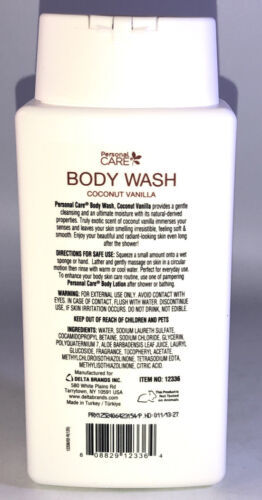 Personal
CARE
BODY WASH
COCONUT VANILLA
Personal Care® Body Wash, Coconut Vanilla provides a gentle
cleansing and an ultimate moisture with its natural-derived
properties. Truly exotic scent of coconut vanilla immerses your
senses and leaves your skin smelling irresistible, feeling soft &
smooth. Enjoy your beautiful and radiant-looking skin even long
after the shower!
DIRECTIONS FOR SAFE USE: Squeeze a small amount onto a wet
sponge or hand. Lather and gently massage on skin in a circular
motion then rinse with warm or cool water. Perfect for everyday use.
To enhance your body skin care routine, use of pampering
Personal Care® Body Lotion after shower or bathing.
WARNING: FOR EXTERNAL USE ONLY. AVOID CONTACT WITH
EYES. IN CASE OF CONTACT, FLUSH WITH WATER. DISCONTINUE
USE, IF SKIN IRRITATION OCCURS. DO NOT DRINK, NOT EDIBLE.
KEEP OUT OF REACH OF CHILDREN AND PETS
INGREDIENTS: WATER, SODIUM LAURETH SULFATE,
COCAMIDOPROPYL BETAINE, SODIUM CHLORIDE, GLYCERIN,
POLYQUATERNIUM 7, ALOE BARBADENSIS LEAF JUICE, LAURYL
GLUCOSIDE, FRAGRANCE, TOCOPHERYL ACETATE,
METHYLCHLOROISOTHIAZOLINONE, TETRASODIUM EDTA,
METHYLISOTHIAZOLINONE, CITRIC ACID.
Manufactured for
DELTA BRANDS INC.
580 White Plains Rd
Tarrytown, NY 10591 USA
www.deltabrands.com
Made in Turkey / Türkiye
ITEM NO: 12336
PRH1252406423154/P HD-011/13-27
6 08829 12336 4